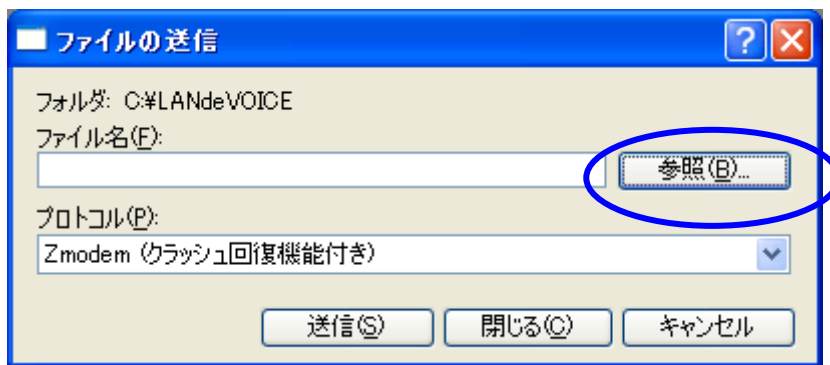 ファイルの送信
フォルダ: C:¥LANdeVOICE
ファイル名(F):
参照(B)...
プロトコル(P):
Zmodem (クラッシュ回復機能付き)
送信(S) 閉じる(C) キャンセル